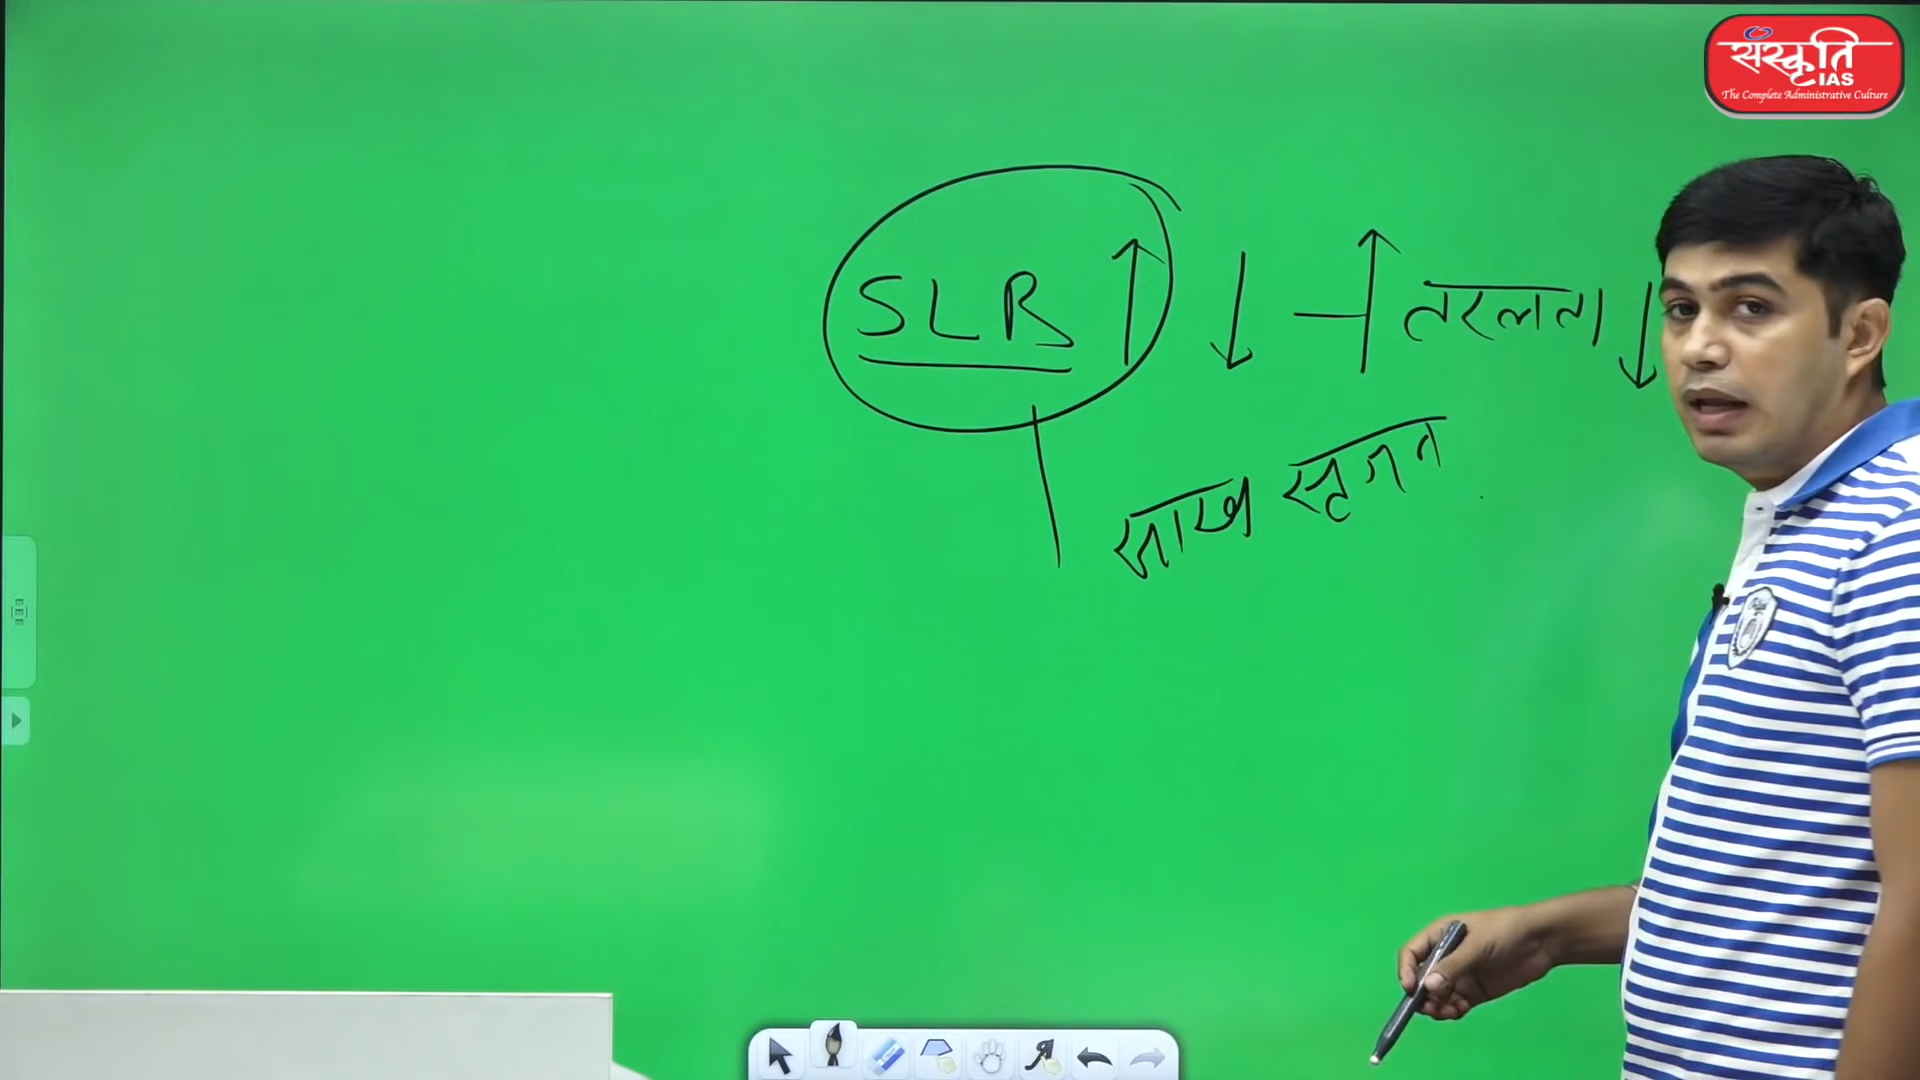 संस्कृति
IAS
The Complete Administrative Culture
SLR ↑ ↓ → ↑ तरलता ↓
साख सृजन